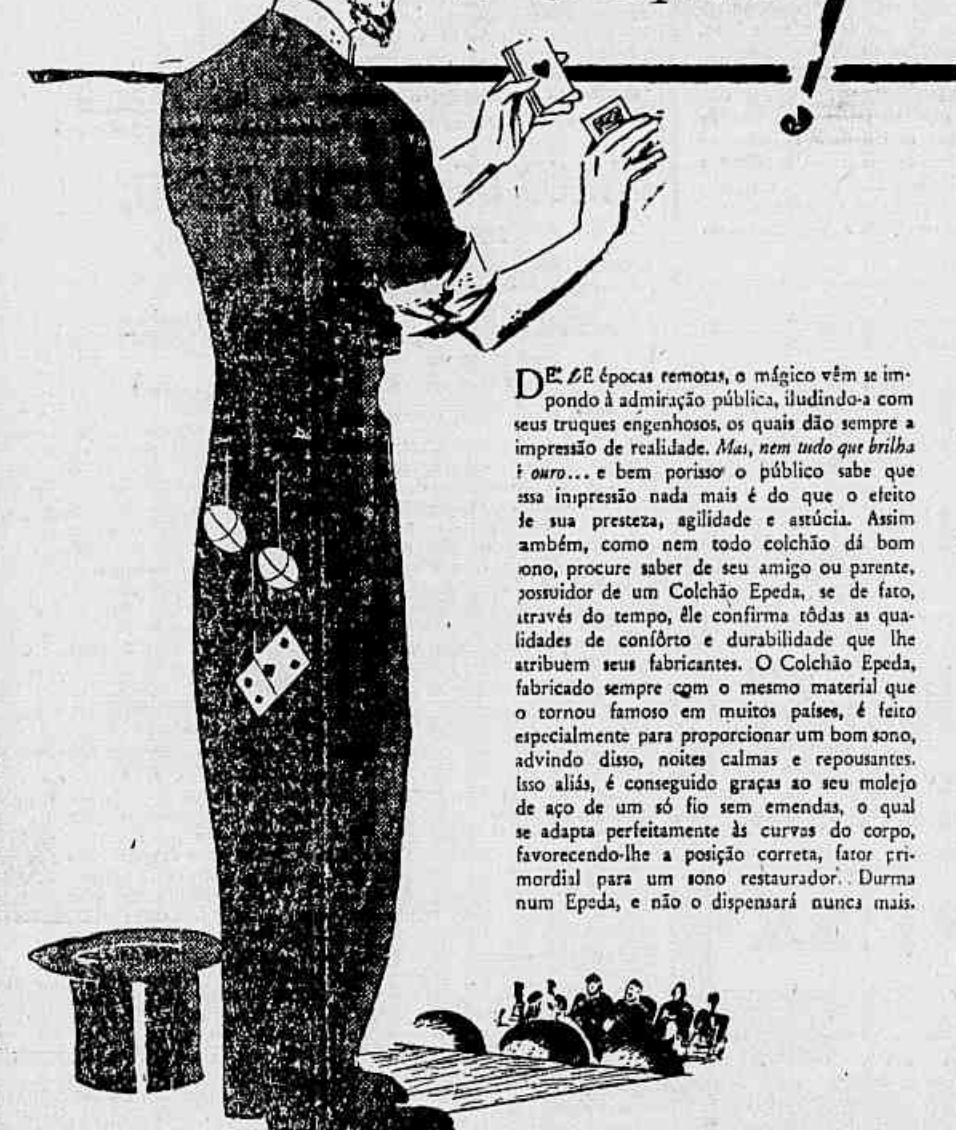 DESDE épocas remotas, o mágico vêm se im-
pondo à admiração pública, iludindo-a com
seus truques engenhosos, os quais dão sempre a
impressão de realidade. Mas, nem tudo que brilha
é ouro... e bem porisso o público sabe que
essa impressão nada mais é do que o efeito
de sua presteza, agilidade e astúcia. Assim
ambém, como nem todo colchão dá bom
sono, procure saber de seu amigo ou parente,
possuidor de um Colchão Epeda, se de fato,
através do tempo, êle confirma tôdas as qua-
lidades de confôrto e durabilidade que lhe
atribuem seus fabricantes. O Colchão Epeda,
fabricado sempre com o mesmo material que
o tornou famoso em muitos países, é feito
especialmente para proporcionar um bom sono,
advindo disso, noites calmas e repousantes.
Isso aliás, é conseguido graças ao seu molejo
de aço de um só fio sem emendas, o qual
se adapta perfeitamente às curvas do corpo,
favorecendo-lhe a posição correta, fator pri-
mordial para um sono restaurador. Durma
num Epeda, e não o dispensará nunca mais.